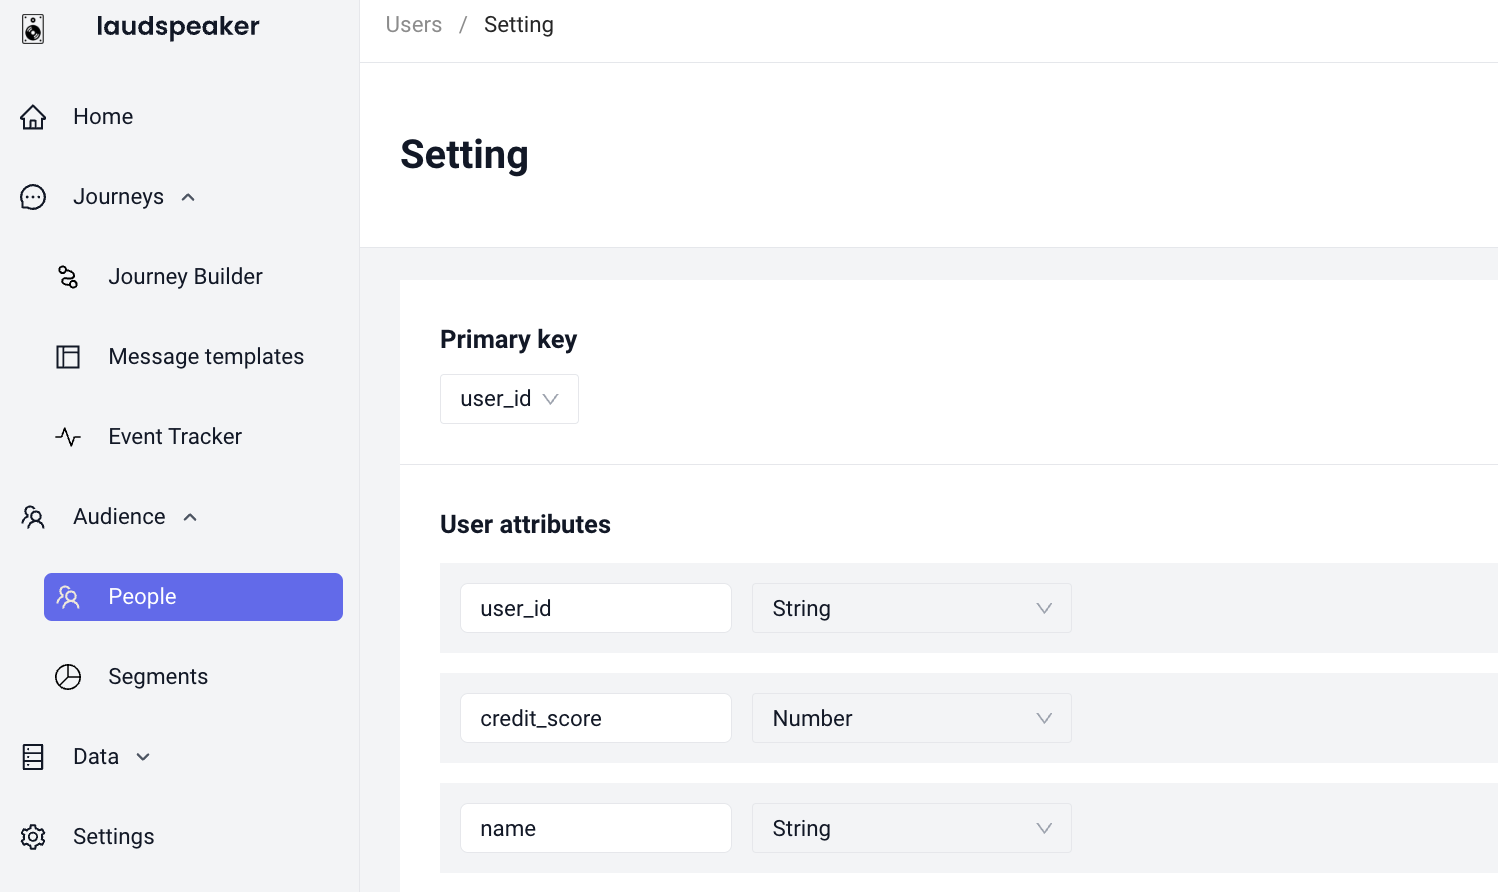 laudspeaker
Home
Journeys
Journey Builder
Message templates
Event Tracker
Audience
People
Segments
Data
Settings
Users / Setting
Setting
Primary key
user_id
User attributes
user_id String
credit_score Number
name String